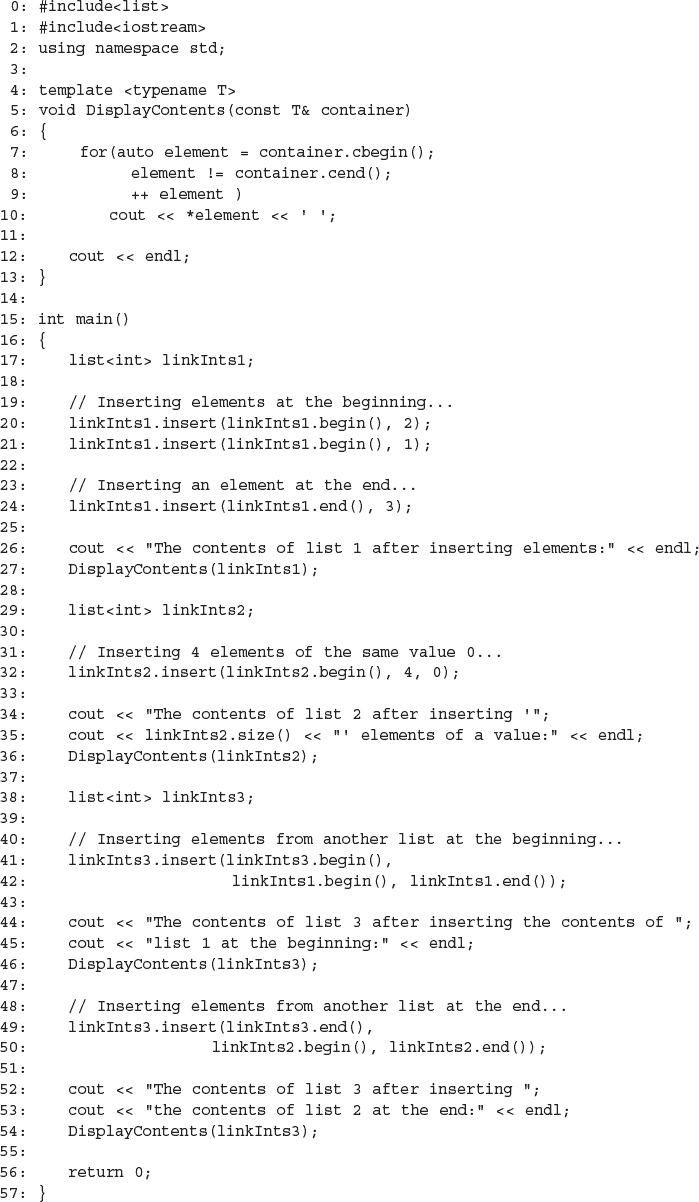 0: #include<list>
1: #include<iostream>
2: using namespace std;
3:
4: template <typename T>
5: void DisplayContents(const T& container)
6: {
7:     for(auto element = container.cbegin();
8:          element != container.cend();
9:          ++ element )
10:        cout << *element << ' ';
11:
12:    cout << endl;
13: }
14:
15: int main()
16: {
17:    list<int> linkInts1;
18:
19:    // Inserting elements at the beginning...
20:    linkInts1.insert(linkInts1.begin(), 2);
21:    linkInts1.insert(linkInts1.begin(), 1);
22:
23:    // Inserting an element at the end...
24:    linkInts1.insert(linkInts1.end(), 3);
25:
26:    cout << "The contents of list 1 after inserting elements:" << endl;
27:    DisplayContents(linkInts1);
28:
29:    list<int> linkInts2;
30:
31:    // Inserting 4 elements of the same value 0...
32:    linkInts2.insert(linkInts2.begin(), 4, 0);
33:
34:    cout << "The contents of list 2 after inserting '";
35:    cout << linkInts2.size() << "' elements of a value:" << endl;
36:    DisplayContents(linkInts2);
37:
38:    list<int> linkInts3;
39:
40:    // Inserting elements from another list at the beginning...
41:    linkInts3.insert(linkInts3.begin(),
42:                     linkInts1.begin(), linkInts1.end());
43:
44:    cout << "The contents of list 3 after inserting the contents of ";
45:    cout << "list 1 at the beginning:" << endl;
46:    DisplayContents(linkInts3);
47:
48:    // Inserting elements from another list at the end...
49:    linkInts3.insert(linkInts3.end(),
50:                   linkInts2.begin(), linkInts2.end());
51:
52:    cout << "The contents of list 3 after inserting ";
53:    cout << "the contents of list 2 at the end:" << endl;
54:    DisplayContents(linkInts3);
55:
56:    return 0;
57: }